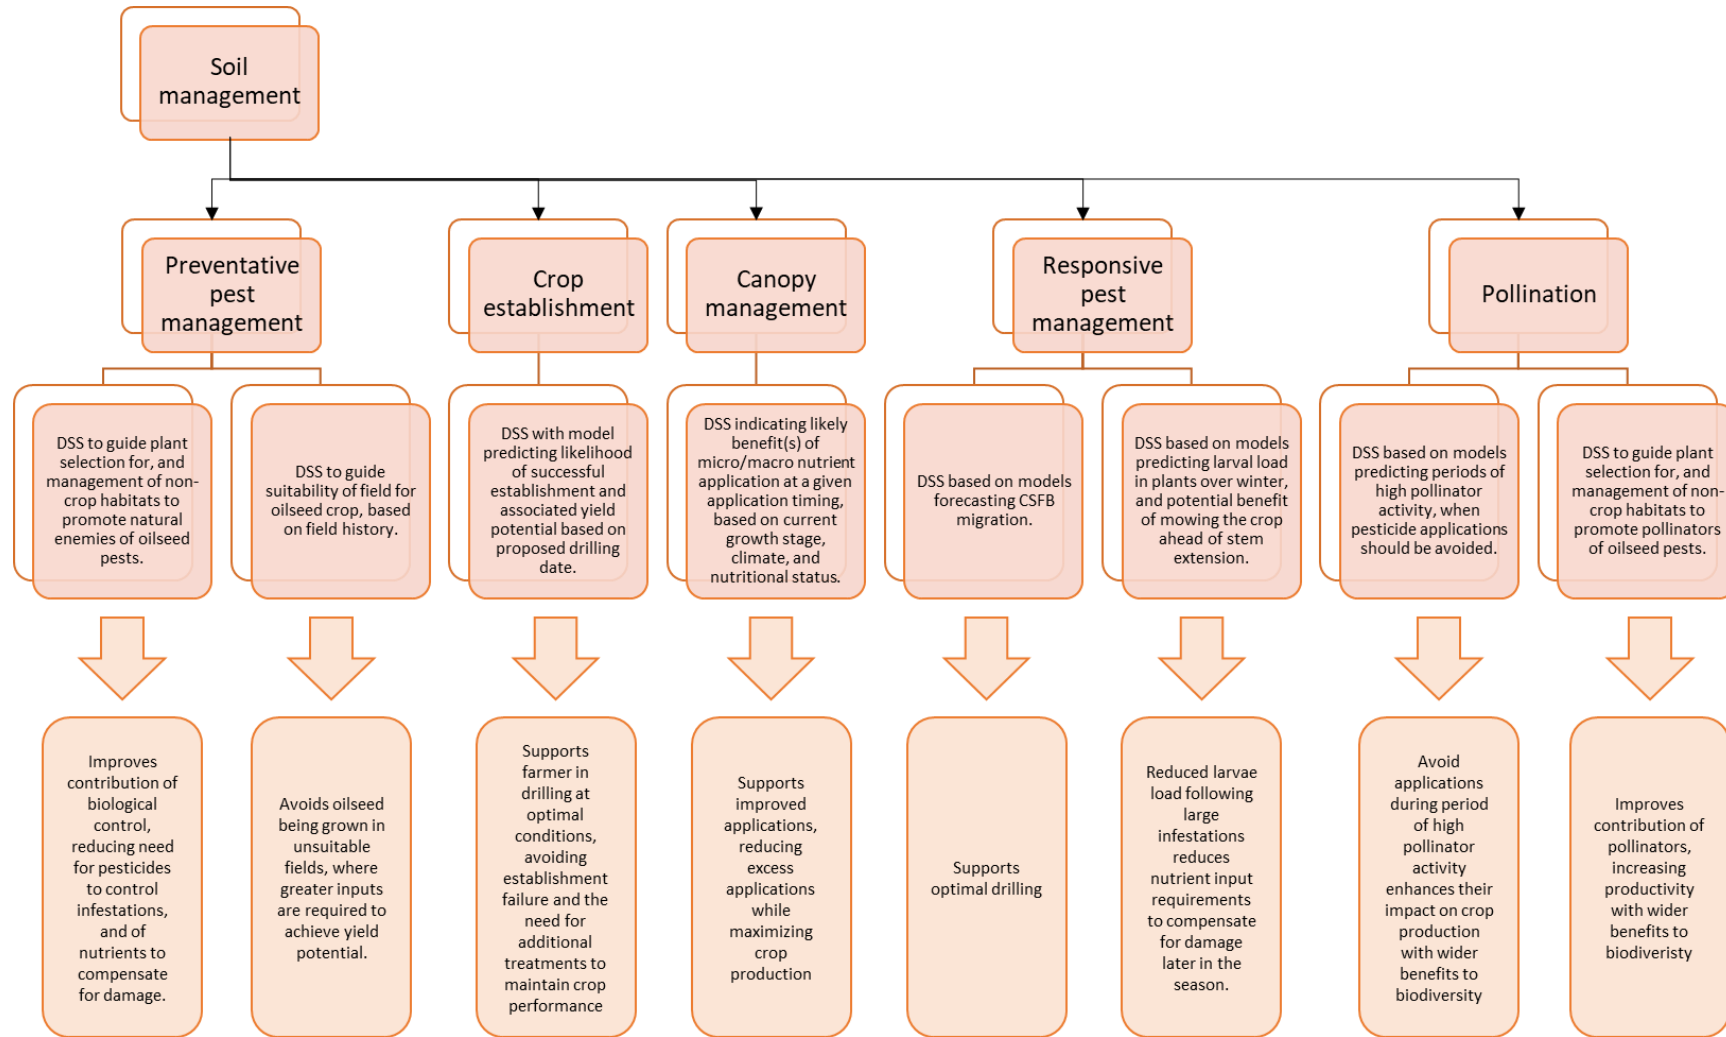 Soil
management
Preventative
pest
management
Crop
establishment
Canopy
management
Responsive
pest
management
Pollination
DSS to guide plant
selection for, and
management of non-
crop habitats to
promote natural
enemies of oilseed
pests.
DSS to guide
suitability of field for
oilseed crop, based
on field history.
DSS with model
predicting likelihood
of successful
establishment and
associated yield
potential based on
proposed drilling
date.
DSS indicating likely
benefit(s) of
micro/macro nutrient
application at a given
application timing,
based on current
growth stage,
climate, and
nutritional status.
DSS based on models
forecasting CSFB
migration.
DSS based on models
predicting larval load
in plants over winter,
and potential benefit
of mowing the crop
ahead of stem
extension.
DSS based on models
predicting periods of
high pollinator
activity, when
pesticide applications
should be avoided.
DSS to guide plant
selection for, and
management of non-
crop habitats to
promote pollinators
of oilseed pests.
Improves
contribution of
biological
control,
reducing need
for pesticides
to control
infestations,
and of
nutrients to
compensate
for damage.
Avoids oilseed
being grown in
unsuitable
fields, where
greater inputs
are required to
achieve yield
potential.
Supports
farmer in
drilling at
optimal
conditions,
avoiding
establishment
failure and the
need for
additional
treatments to
maintain crop
performance
Supports
improved
applications,
reducing
excess
applications
while
maximizing
crop
production
Supports
optimal drilling
Reduced larvae
load following
large
infestations
reduces
nutrient input
requirements
to compensate
for damage
later in the
season.
Avoid
applications
during period
of high
pollinator
activity
enhances their
impact on crop
production
with wider
benefits to
biodiversity
Improves
contribution of
pollinators,
increasing
productivity
with wider
benefits to
biodiveristy